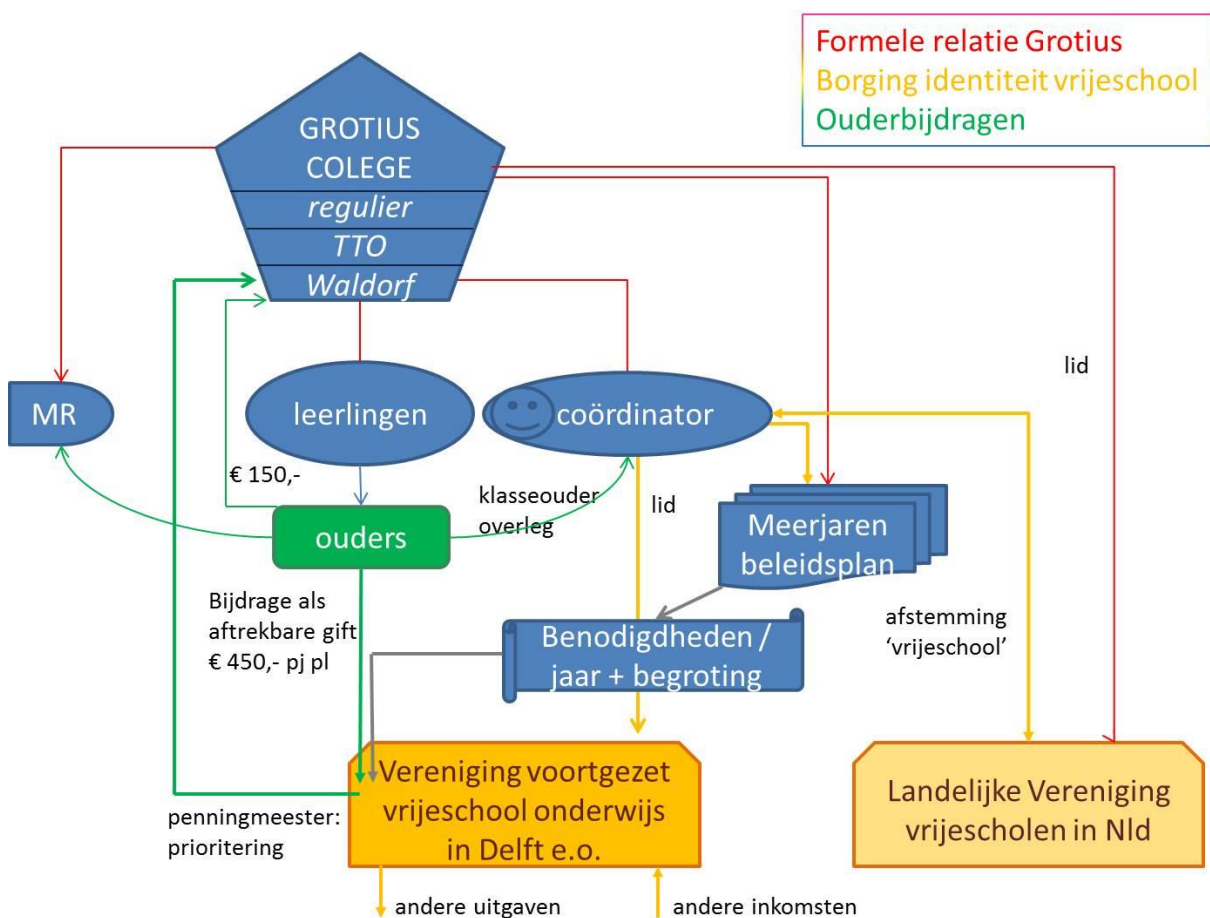 Formele relatie Grotius
Borging identiteit vrijeschool
Ouderbijdragen
GROTIUS
COLEGE
regulier
TTO
Waldorf
lid
MR
leerlingen
coördinator
€ 150,-
klasseouder
overleg
lid
ouders
Meerjaren
beleidsplan
Bijdrage als
aftrekbare gift
€ 450,- pj pl
Benodigdheden /
jaar + begroting
afstemming
‘vrijeschool’
Vereniging voortgezet
vrijeschool onderwijs
in Delft e.o.
Landelijke Vereniging
vrijescholen in Nld
penningmeester:
prioritering
andere uitgaven
andere inkomsten